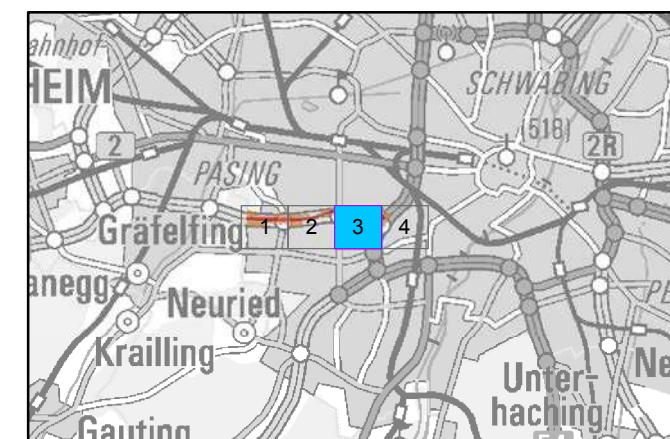 ahnhof
HEIM
SCHWABING
(518)
2
2R
PASING
Gräfelfing
1
2
3
4
anegg
Neuried
Krailling
Unter-
haching
Ne
Gauting